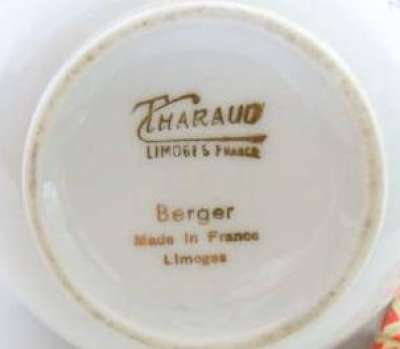 THARAUD
LIMOGES FRANCE
Berger
Made in France
Limoges